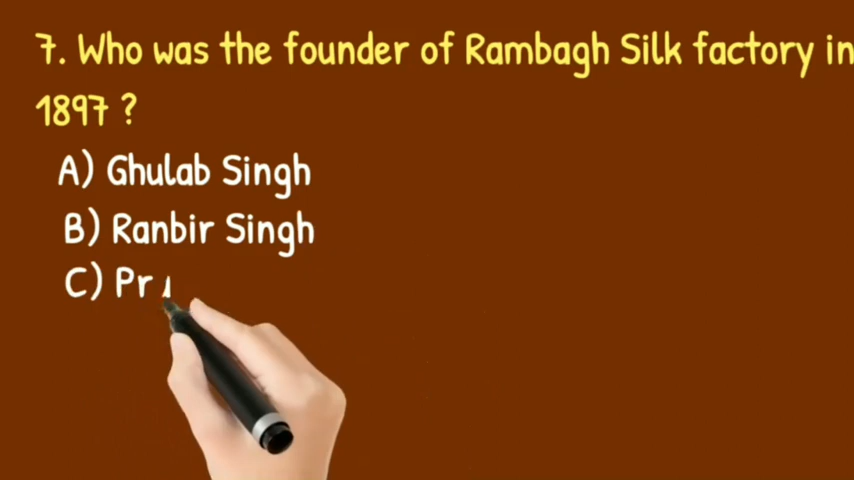 7. Who was the founder of Rambagh Silk factory in
1897 ?
A) Ghulab Singh
B) Ranbir Singh
C) Pr